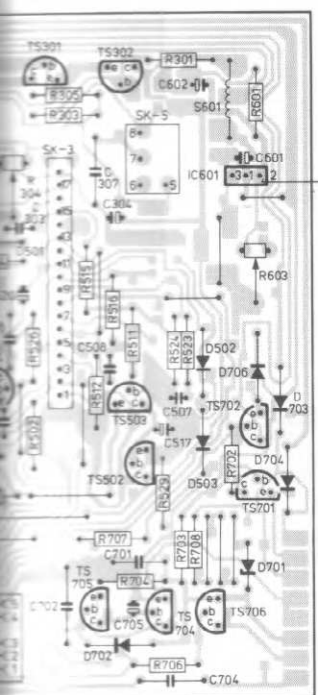 TS301
TS302
e c
b
e b c
R301
C602
S601
R601
R305
R303
SK-5
8
7
6
5
SK-3
C
307
C304
C601
IC601
3 1 2
R603
R515
R516
R511
R512
C508
R524
R523
D502
D706
D
703
TS503
C507
C517
TS702
D503
R702
D704
TS502
R529
TS701
R526
R502
R707
C701
R703
R708
D701
TS
705
R704
C702
C705
TS
704
TS706
D702
R706
C704